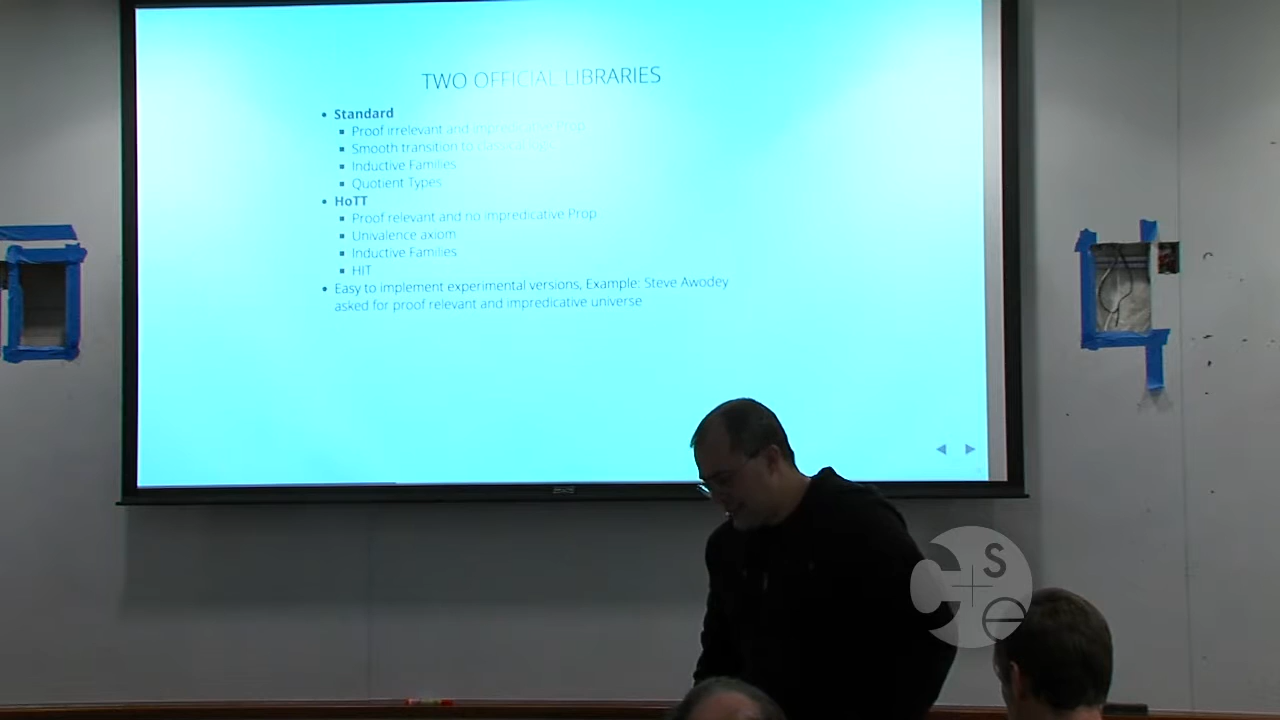 TWO OFFICIAL LIBRARIES
• Standard
▪ Proof irrelevant and impredicative Prop
▪ Smooth transition to classical logic
▪ Inductive Families
▪ Quotient Types
• HoTT
▪ Proof relevant and no impredicative Prop
▪ Univalence axiom
▪ Inductive Families
▪ HIT
• Easy to implement experimental versions, Example: Steve Awodey
asked for proof relevant and impredicative universe
C s
e